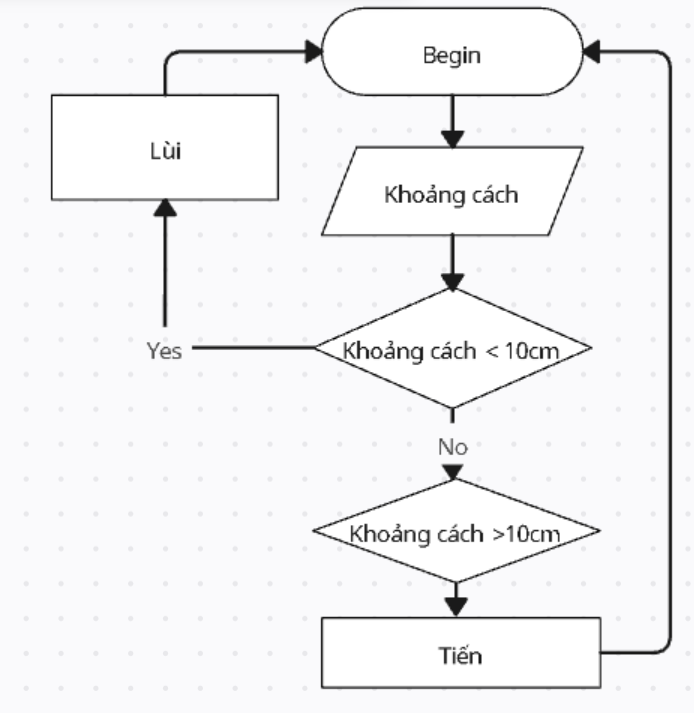 Begin
Lùi
Khoảng cách
Khoảng cách < 10cm
Yes
No
Khoảng cách >10cm
Tiến